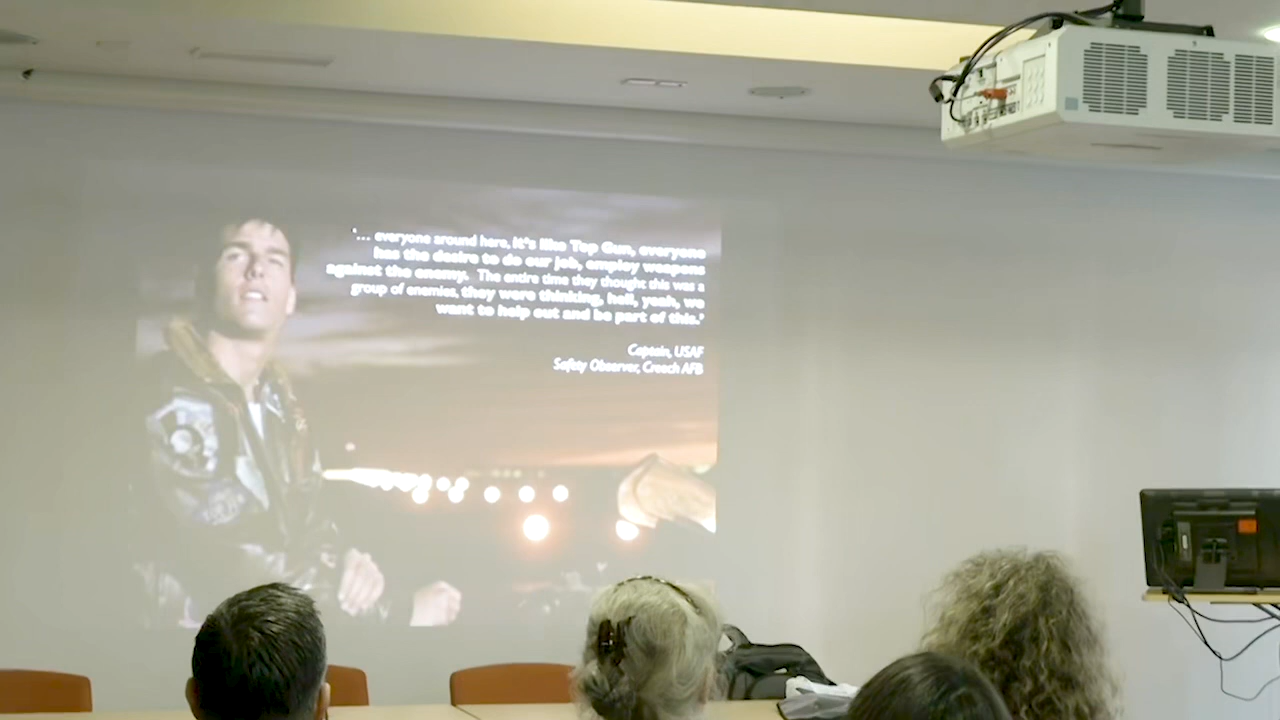 '... everyone around here, it's like Top Gun, everyone
has the desire to do our job, employ weapons
against the enemy. The entire time they thought this was a
group of enemies, they were thinking, hell, yeah, we
want to help out and be part of this.'
Captain, USAF
Safety Observer, Creech AFB